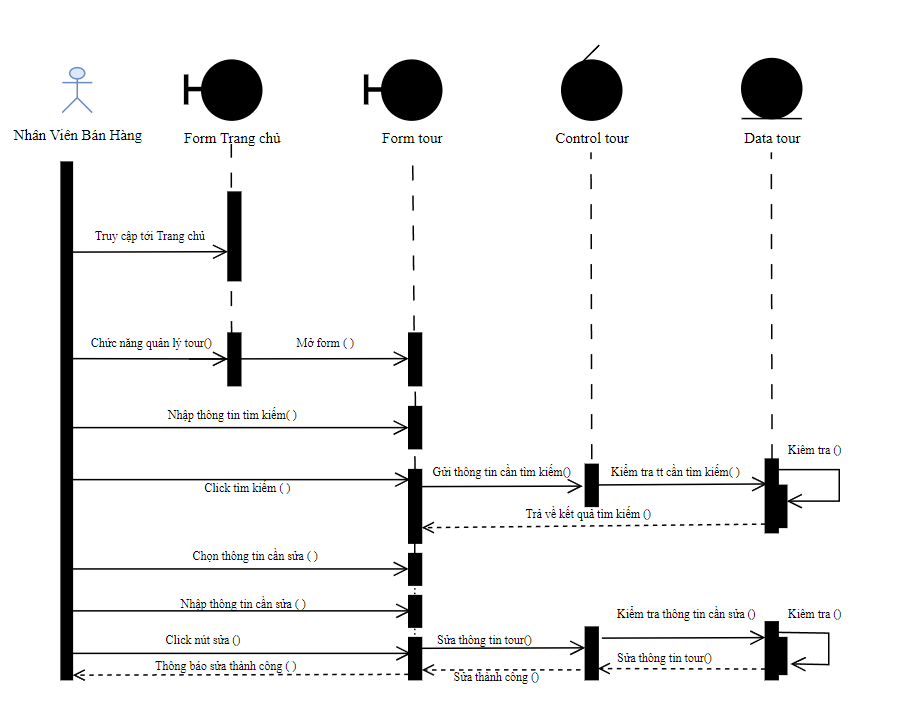 Nhân Viên Bán Hàng
Form Trang chủ
Form tour
Control tour
Data tour
Truy cập tới Trang chủ
Chức năng quản lý tour()
Mở form ( )
Nhập thông tin tìm kiếm( )
Kiêm tra ()
Gửi thông tin cần tìm kiếm()
Kiểm tra tt cần tìm kiếm( )
Click tìm kiếm ( )
Trả về kết quả tìm kiếm ()
Chọn thông tin cần sửa ( )
Nhập thông tin cần sửa ( )
Kiểm tra thông tin cần sửa ()
Kiêm tra ()
Click nút sửa ()
Sửa thông tin tour()
Sửa thông tin tour()
Thông báo sửa thành công ( )
Sửa thành công ()